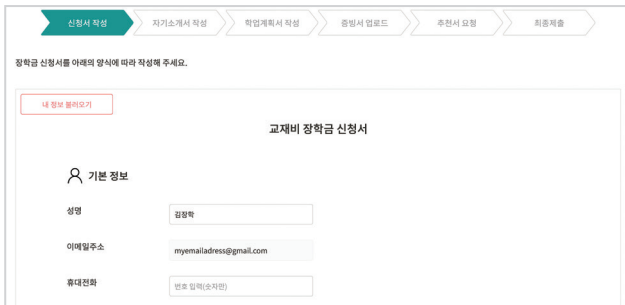 신청서 작성 자기소개서 작성 학업계획서 작성 증빙서 업로드 추천서 요청 최종제출
장학금 신청서를 아래의 양식에 따라 작성해 주세요.
내 정보 불러오기
교재비 장학금 신청서
기본 정보
성명 김장학
이메일주소 myemailadress@gmail.com
휴대전화 번호 입력(숫자만)